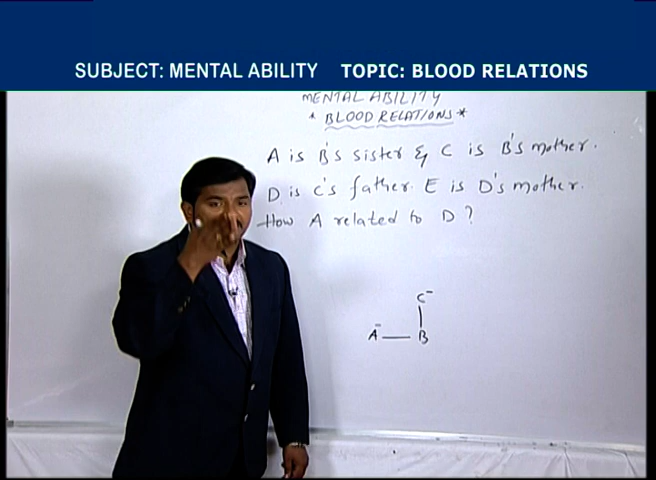 SUBJECT: MENTAL ABILITY TOPIC: BLOOD RELATIONS
MENTAL ABILITY
* BLOOD RELATIONS *
A is B's sister & C is B's mother.
D is C's father. E is D's mother.
How A related to D?
C⁻
A⁻ — B